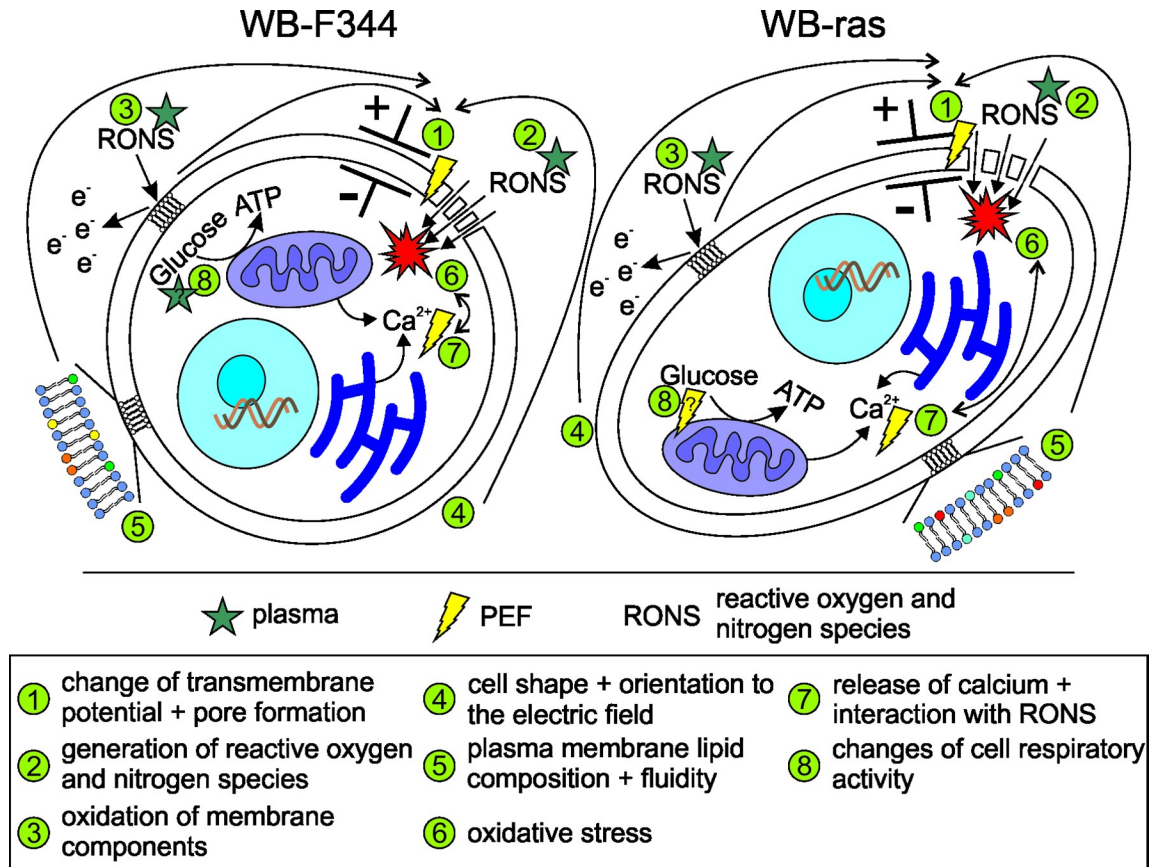 WB-F344
WB-ras
3
RONS
+
1
2
RONS
-
e-
e-
e-
e-
Glucose
ATP
8
?
6
Ca2+
7
5
4
+
1
2
RONS
3
RONS
-
e-
e-
e-
e-
6
Glucose
8
?
ATP
Ca2+
7
4
5
plasma
PEF
RONS
reactive oxygen and
nitrogen species
1 change of transmembrane
potential + pore formation
2 generation of reactive oxygen
and nitrogen species
3 oxidation of membrane
components
4 cell shape + orientation to
the electric field
5 plasma membrane lipid
composition + fluidity
6 oxidative stress
7 release of calcium +
interaction with RONS
8 changes of cell respiratory
activity